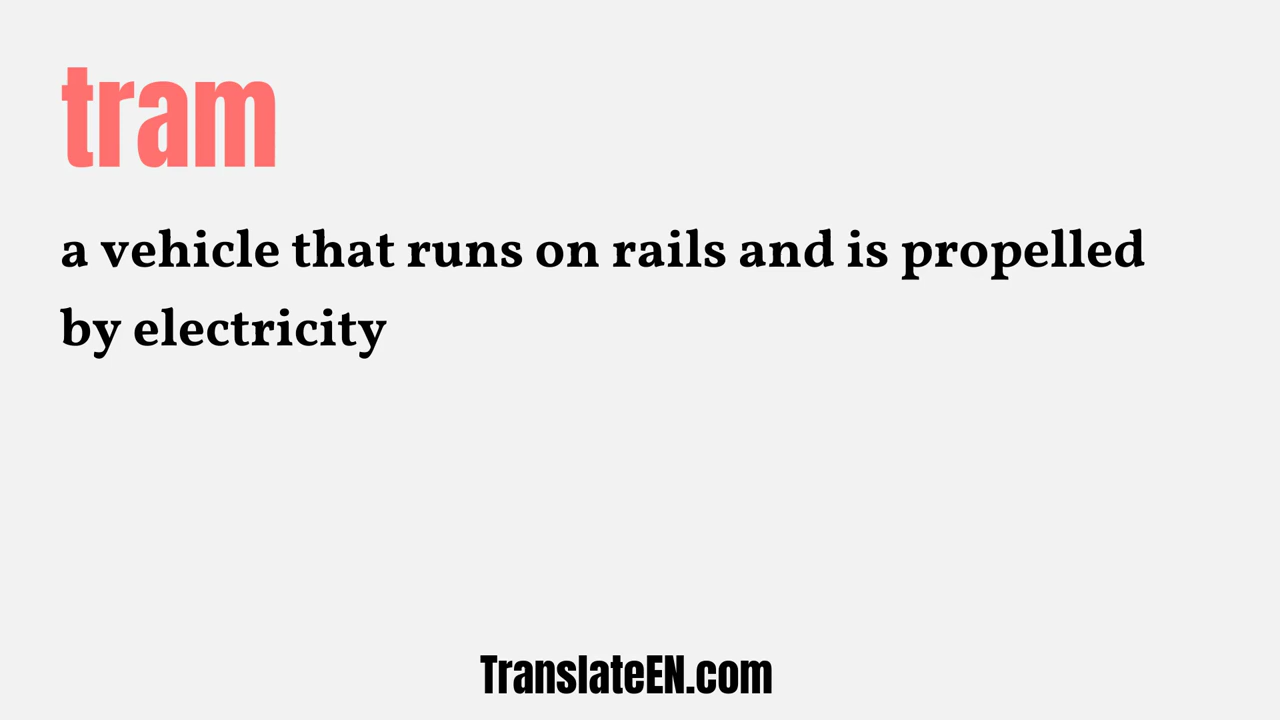 tram
a vehicle that runs on rails and is propelled
by electricity
TranslateEN.com